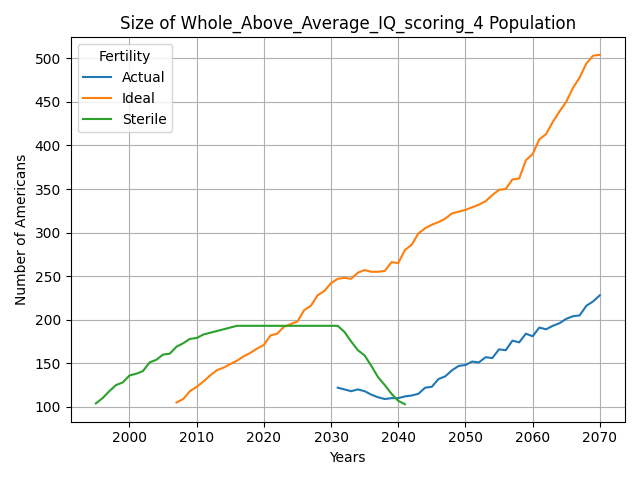 Size of Whole_Above_Average_IQ_scoring_4 Population
Fertility
Actual
Ideal
Sterile
Number of Americans
500
450
400
350
300
250
200
150
100
2000 2010 2020 2030 2040 2050 2060 2070
Years